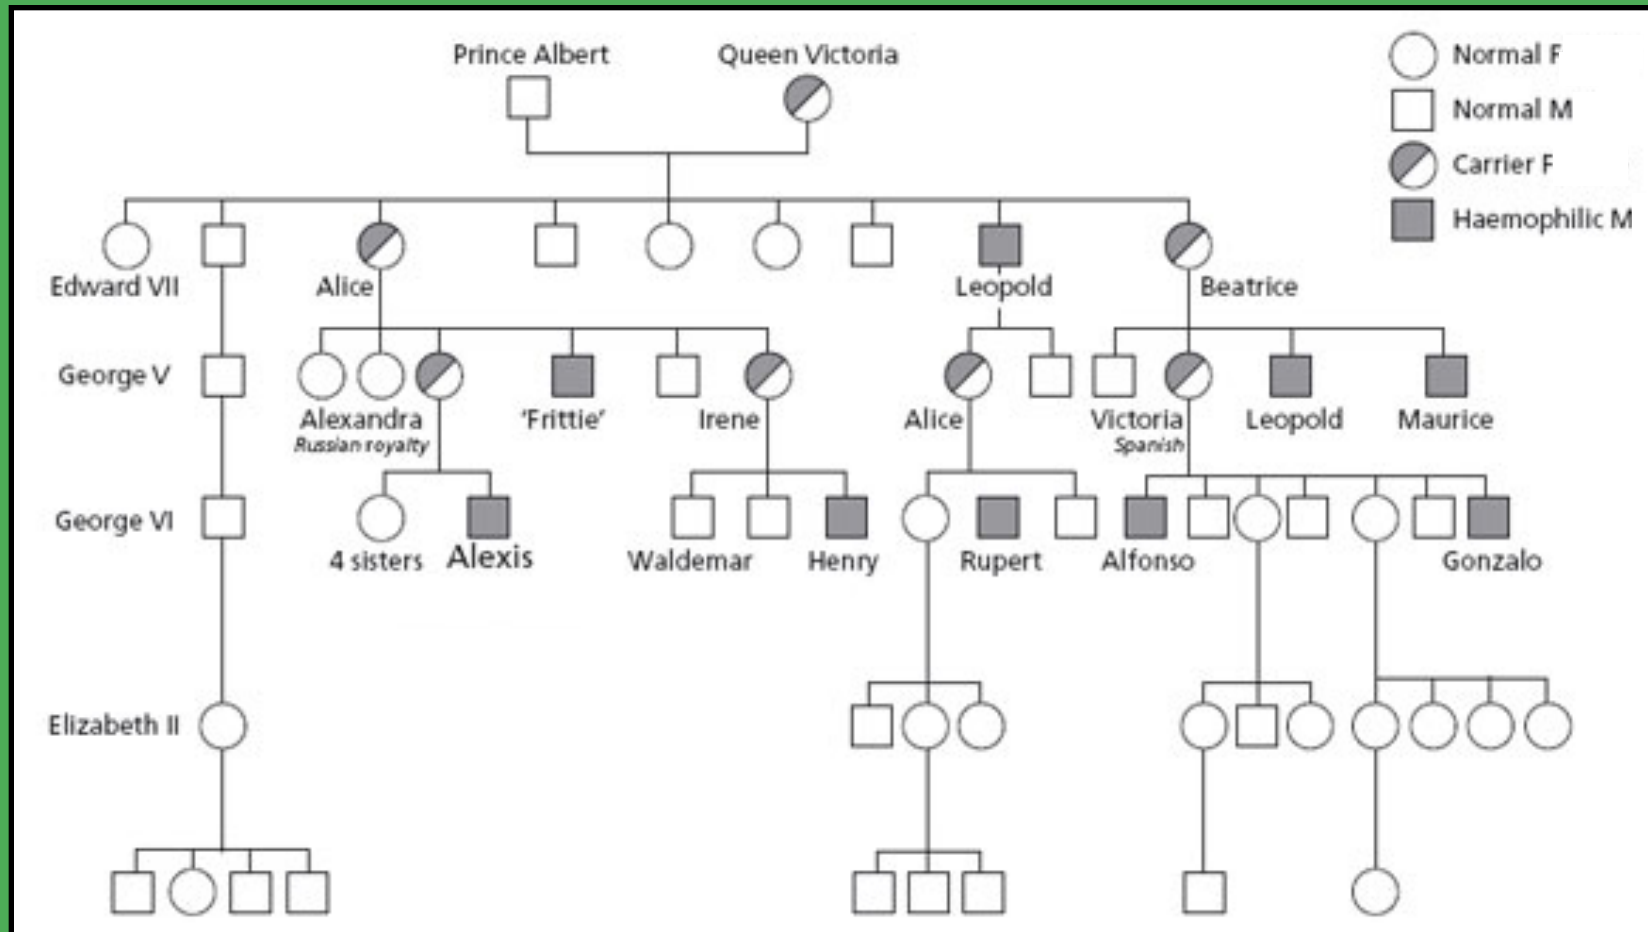 Prince Albert
Queen Victoria
Normal F
Normal M
Carrier F
Haemophilic M
Edward VII
Alice
Leopold
Beatrice
George V
Alexandra
Russian royalty
'Frittie'
Irene
Alice
Victoria
Spanish
Leopold
Maurice
George VI
4 sisters
Alexis
Waldemar
Henry
Rupert
Alfonso
Gonzalo
Elizabeth II